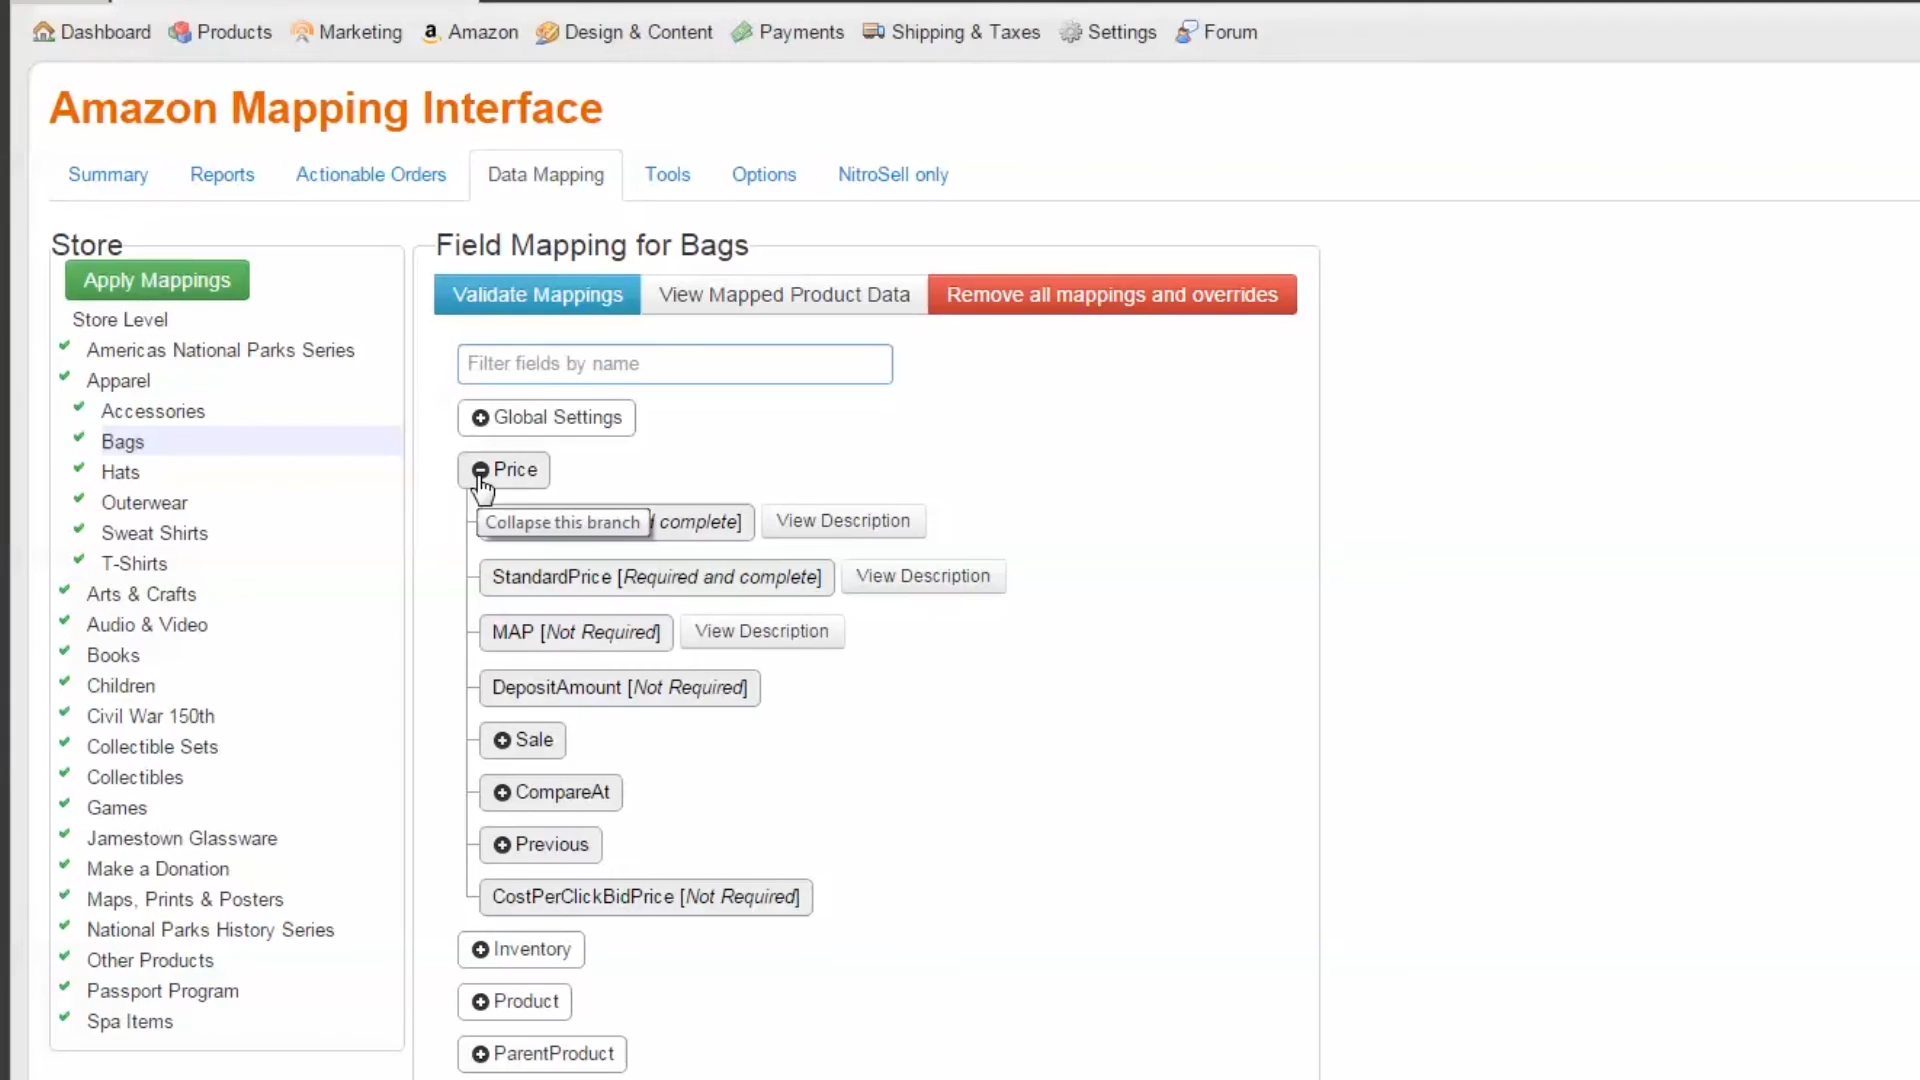 Dashboard Products Marketing Amazon Design & Content Payments Shipping & Taxes Settings Forum
Amazon Mapping Interface
Summary Reports Actionable Orders Data Mapping Tools Options NitroSell only
Store
Apply Mappings
Store Level
Americas National Parks Series
Apparel
Accessories
Bags
Hats
Outerwear
Sweat Shirts
T-Shirts
Arts & Crafts
Audio & Video
Books
Children
Civil War 150th
Collectible Sets
Collectibles
Games
Jamestown Glassware
Make a Donation
Maps, Prints & Posters
National Parks History Series
Other Products
Passport Program
Spa Items
Field Mapping for Bags
Validate Mappings View Mapped Product Data Remove all mappings and overrides
Filter fields by name
Global Settings
Price
Collapse this branch complete] View Description
StandardPrice [Required and complete] View Description
MAP [Not Required] View Description
DepositAmount [Not Required]
Sale
CompareAt
Previous
CostPerClickBidPrice [Not Required]
Inventory
Product
ParentProduct